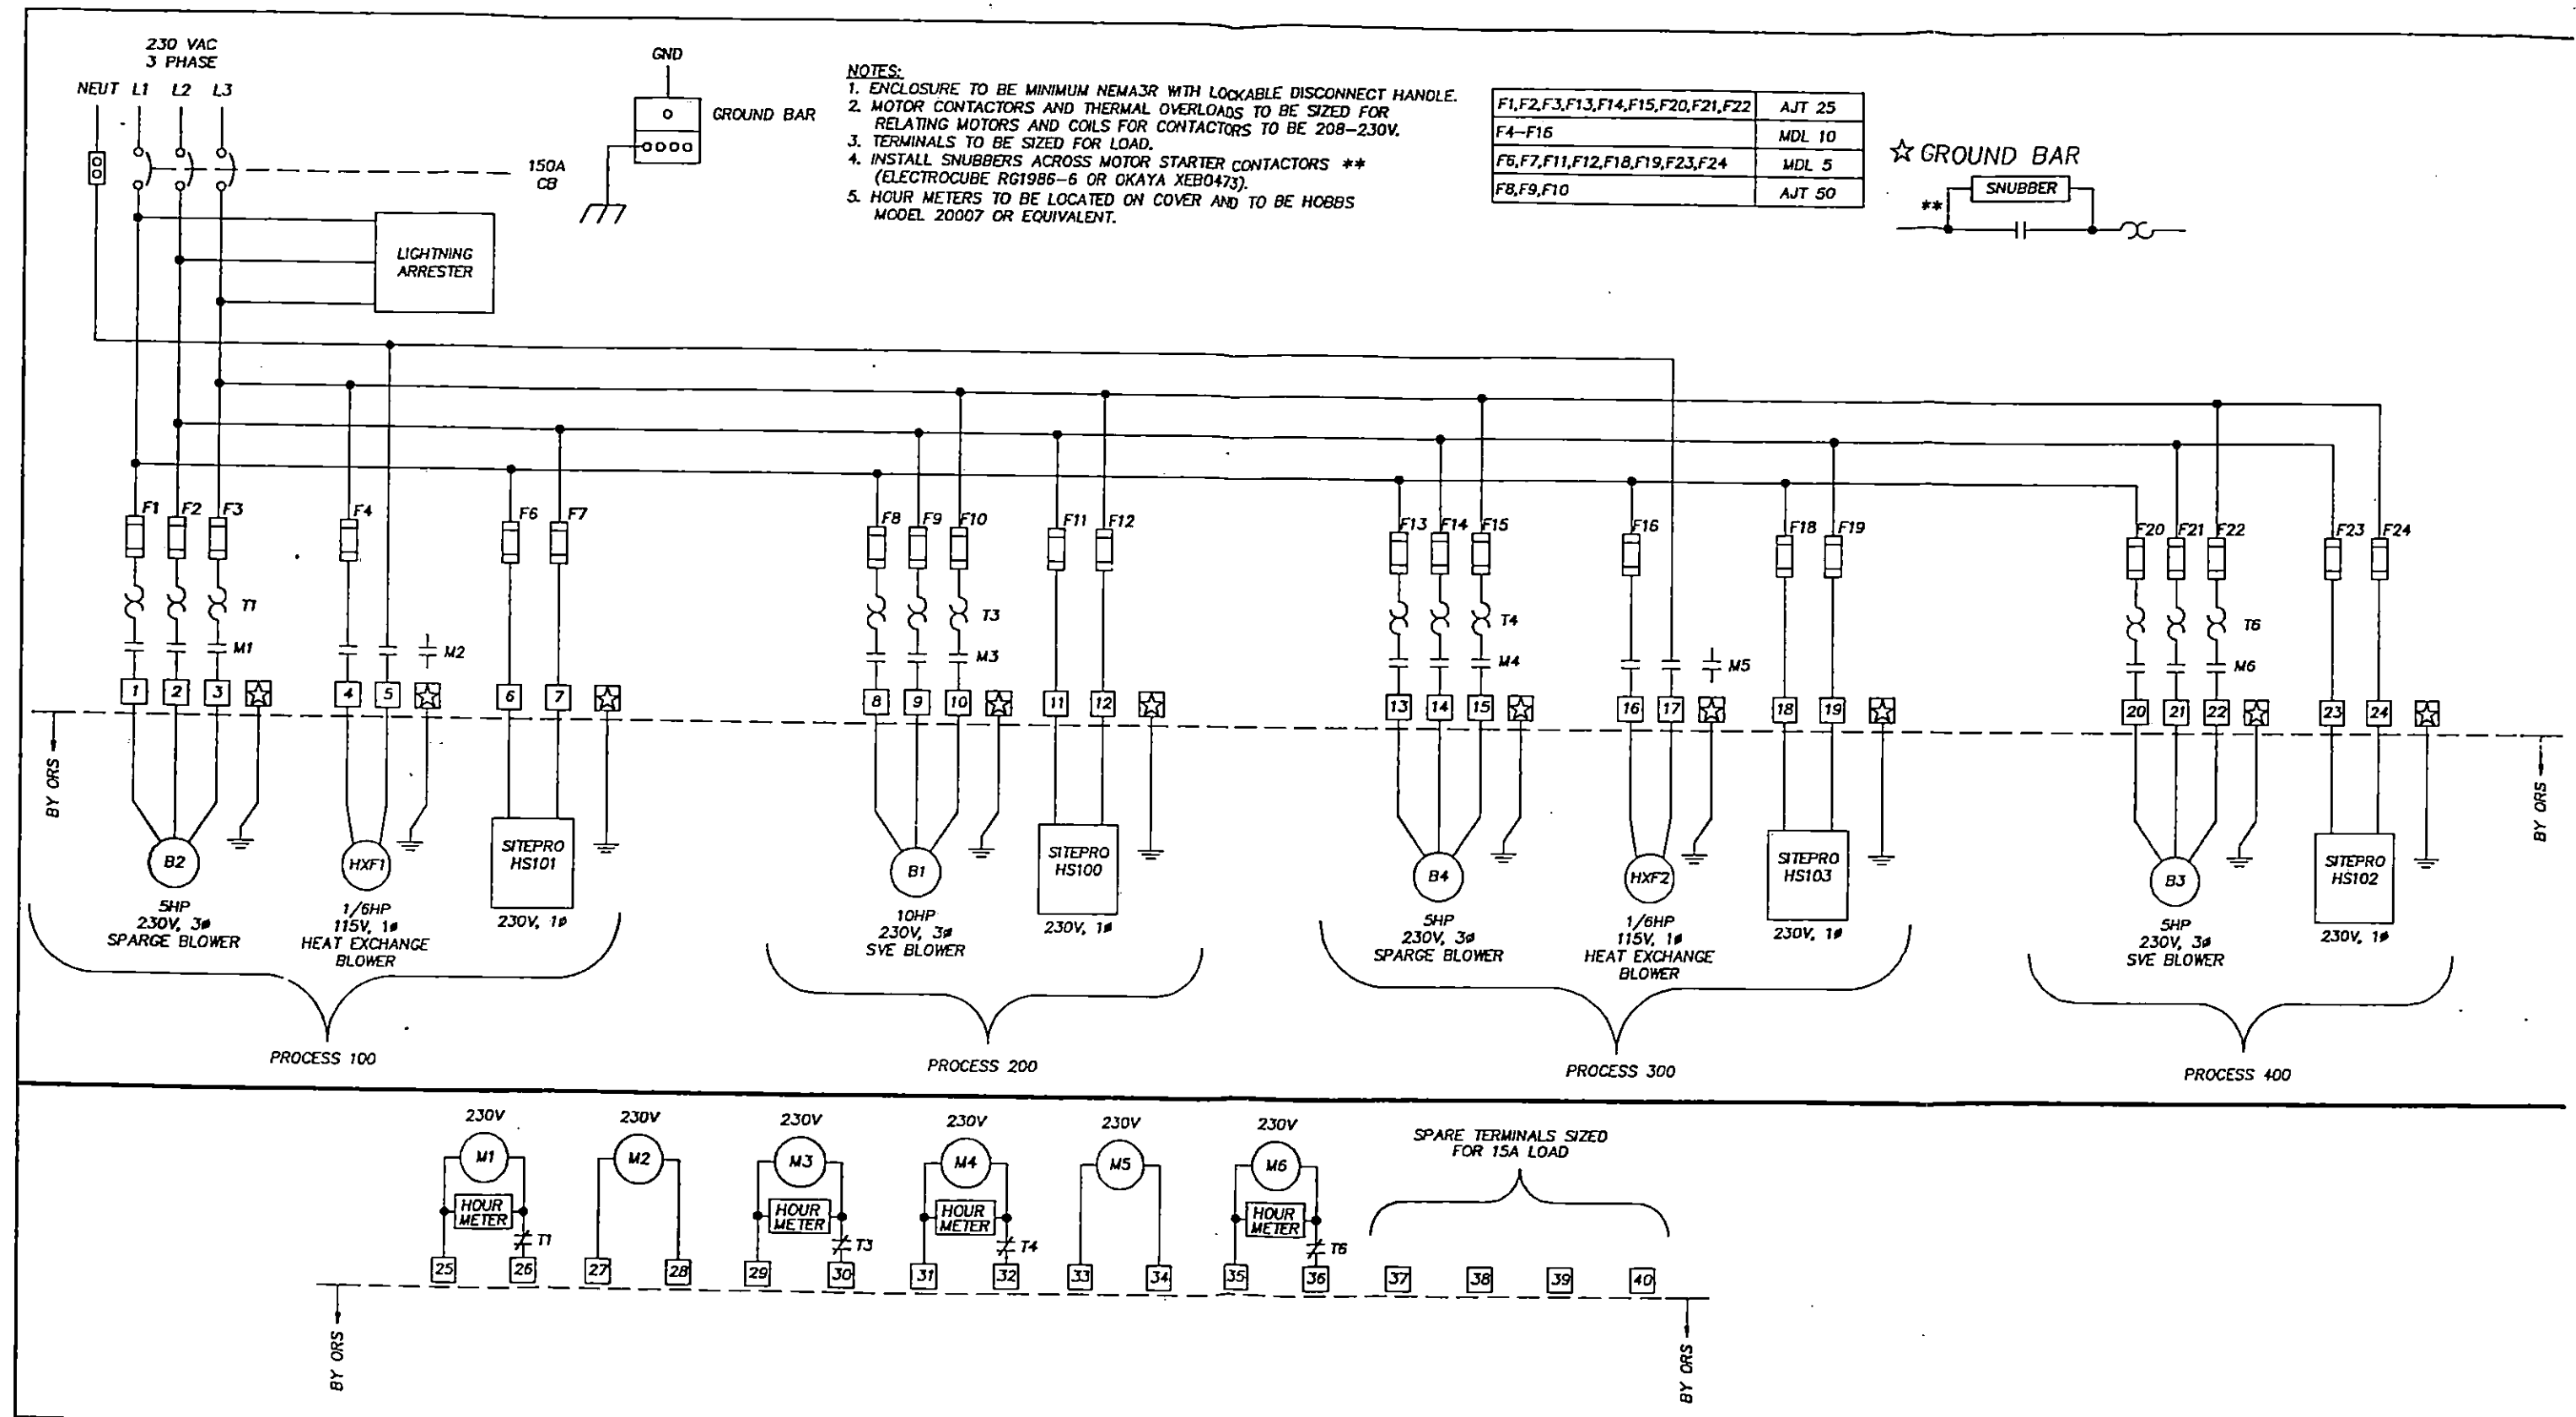 230 VAC
3 PHASE
NEUT L1 L2 L3
150A
CB
LIGHTNING
ARRESTER
GND
GROUND BAR
NOTES:
1. ENCLOSURE TO BE MINIMUM NEMA3R WITH LOCKABLE DISCONNECT HANDLE.
2. MOTOR CONTACTORS AND THERMAL OVERLOADS TO BE SIZED FOR
RELATING MOTORS AND COILS FOR CONTACTORS TO BE 208-230V.
3. TERMINALS TO BE SIZED FOR LOAD.
4. INSTALL SNUBBERS ACROSS MOTOR STARTER CONTACTORS **
(ELECTROCUBE RG1986-6 OR OKAYA XEB0473).
5. HOUR METERS TO BE LOCATED ON COVER AND TO BE HOBBS
MODEL 20007 OR EQUIVALENT.
F1,F2,F3,F13,F14,F15,F20,F21,F22 AJT 25
F4-F16 MDL 10
F6,F7,F11,F12,F18,F19,F23,F24 MDL 5
F8,F9,F10 AJT 50
☆ GROUND BAR
SNUBBER
**
F1 F2 F3 F4 F6 F7 F8 F9 F10 F11 F12 F13 F14 F15 F16 F18 F19 F20 F21 F22 F23 F24
T1 T3 T4 T6
M1 M2 M3 M4 M5 M6
1 2 3 ☆ 4 5 ☆ 6 7 ☆ 8 9 10 ☆ 11 12 ☆ 13 14 15 ☆ 16 17 ☆ 18 19 ☆ 20 21 22 ☆ 23 24 ☆
BY ORS
BY ORS
B2
5HP
230V, 3ø
SPARGE BLOWER
HXF1
1/6HP
115V, 1ø
HEAT EXCHANGE
BLOWER
SITEPRO
HS101
230V, 1ø
PROCESS 100
B1
10HP
230V, 3ø
SVE BLOWER
SITEPRO
HS100
230V, 1ø
PROCESS 200
B4
5HP
230V, 3ø
SPARGE BLOWER
HXF2
1/6HP
115V, 1ø
HEAT EXCHANGE
BLOWER
SITEPRO
HS103
230V, 1ø
PROCESS 300
B3
5HP
230V, 3ø
SVE BLOWER
SITEPRO
HS102
230V, 1ø
PROCESS 400
230V 230V 230V 230V 230V 230V
M1 M2 M3 M4 M5 M6
HOUR
METER
HOUR
METER
HOUR
METER
HOUR
METER
T1 T3 T4 T6
SPARE TERMINALS SIZED
FOR 15A LOAD
25 26 27 28 29 30 31 32 33 34 35 36 37 38 39 40
BY ORS
BY ORS